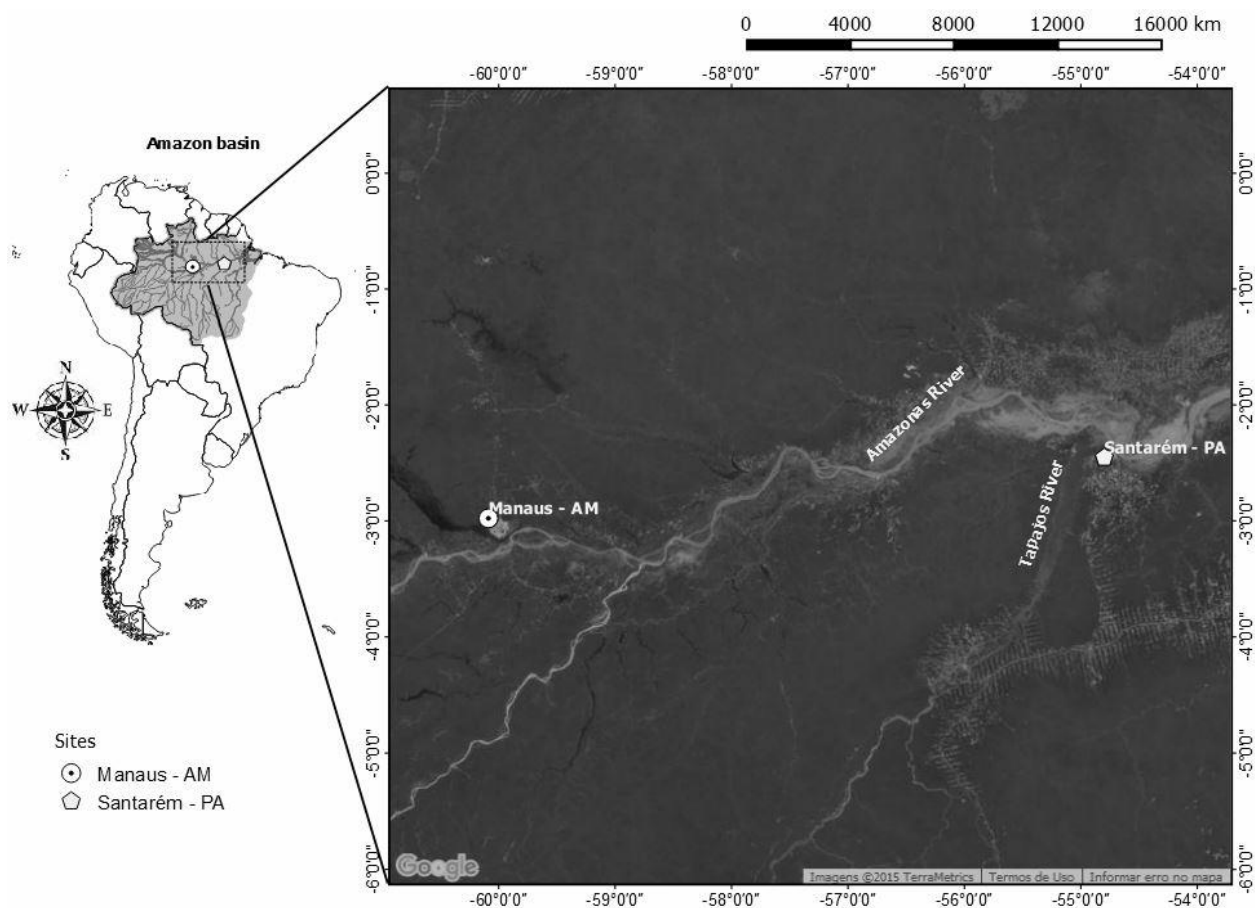 0 4000 8000 12000 16000 km
-60°0'0" -59°0'0" -58°0'0" -57°0'0" -56°0'0" -55°0'0" -54°0'0"
Amazon basin
N
W E
S
Sites
Manaus - AM
Santarém - PA
0°0'0"
-1°0'0"
-2°0'0"
-3°0'0"
-4°0'0"
-5°0'0"
-6°0'0"
Amazonas River
Santarém - PA
Manaus - AM
Tapajos River
0°0'0"
-1°0'0"
-2°0'0"
-3°0'0"
-4°0'0"
-5°0'0"
-6°0'0"
Google
Imagens ©2015 TerraMetrics Termos de Uso Informar erro no mapa
-60°0'0" -59°0'0" -58°0'0" -57°0'0" -56°0'0" -55°0'0" -54°0'0"